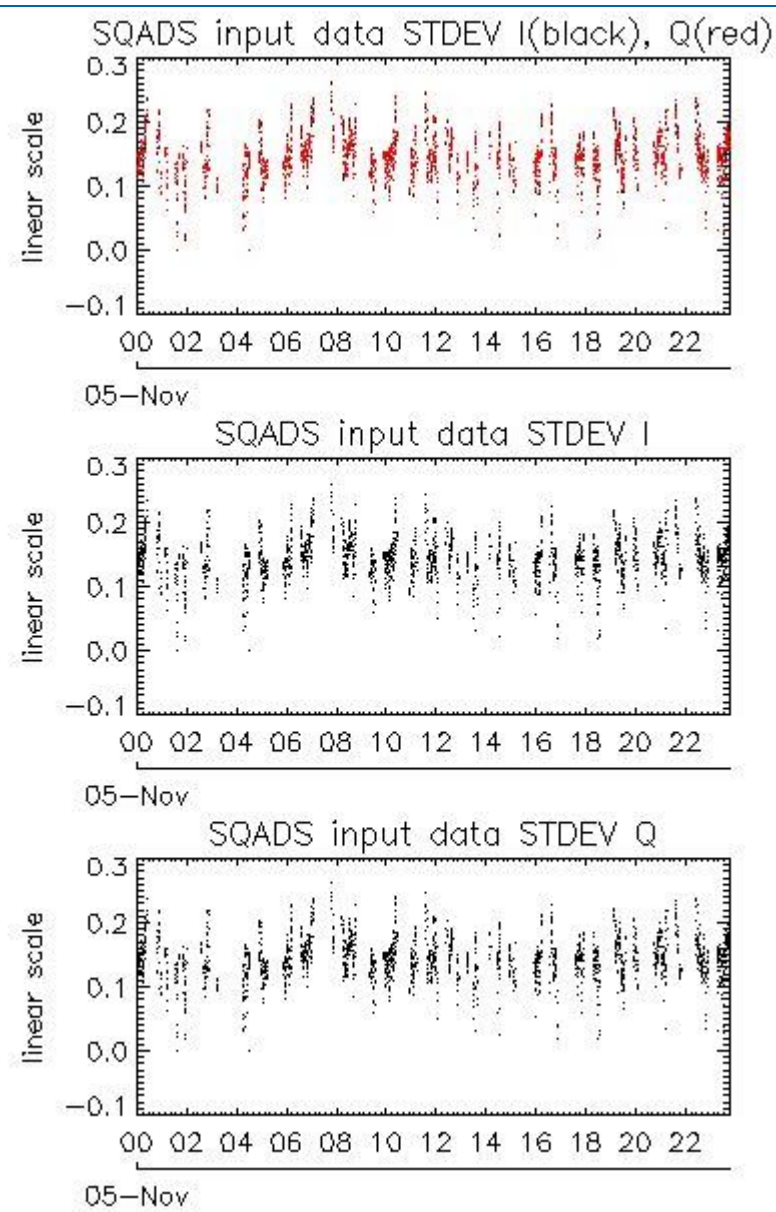 SQADS input data STDEV I(black), Q(red)
0.3
0.2
0.1
0.0
−0.1
linear scale
00 02 04 06 08 10 12 14 16 18 20 22
05−Nov
SQADS input data STDEV I
0.3
0.2
0.1
0.0
−0.1
linear scale
00 02 04 06 08 10 12 14 16 18 20 22
05−Nov
SQADS input data STDEV Q
0.3
0.2
0.1
0.0
−0.1
linear scale
00 02 04 06 08 10 12 14 16 18 20 22
05−Nov